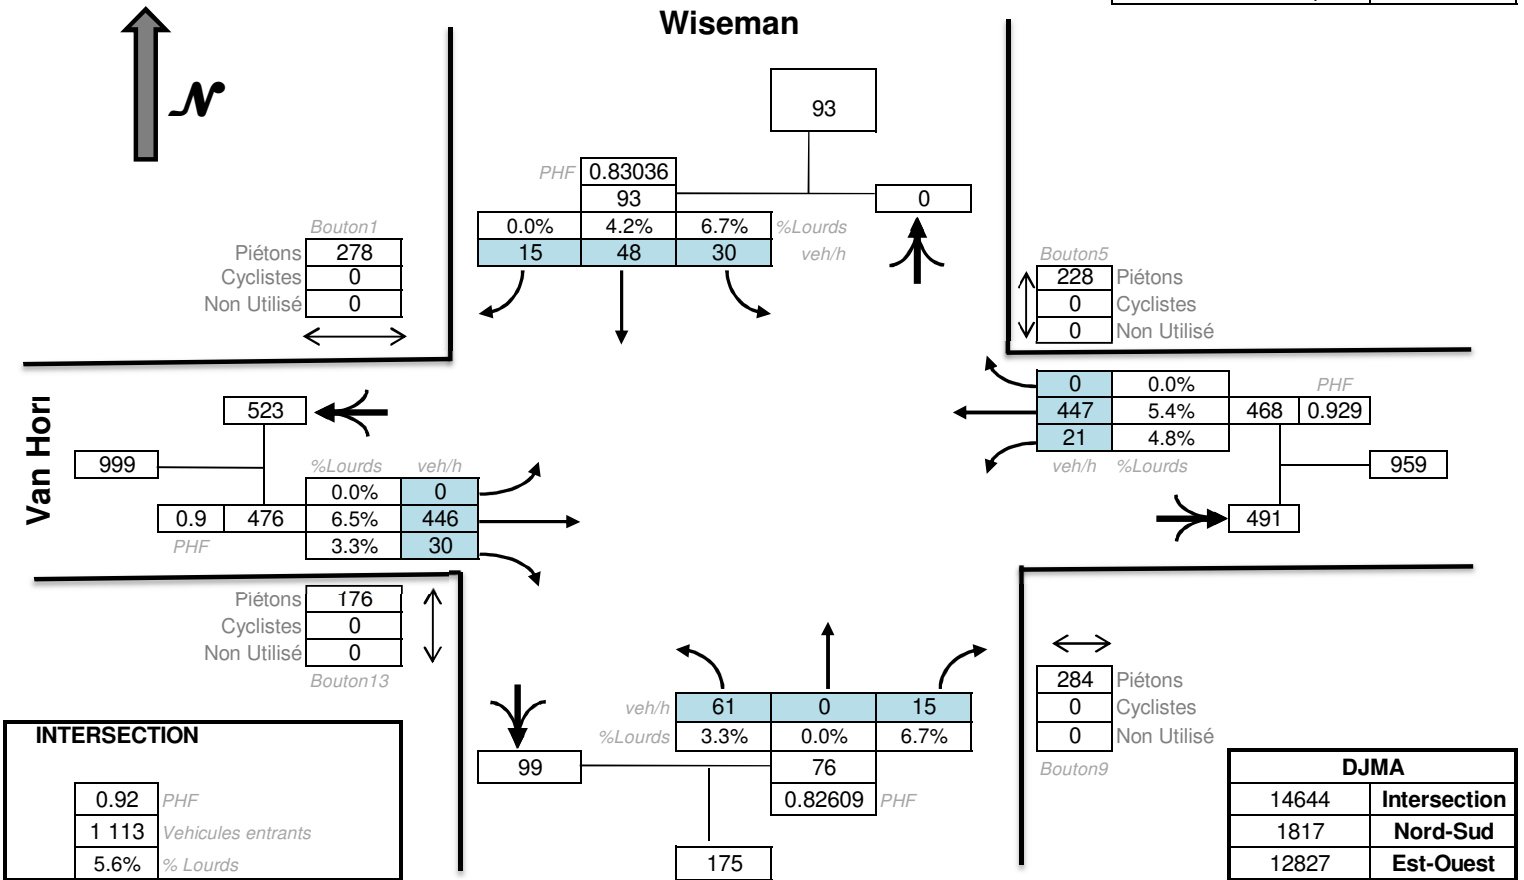 Wiseman
N
93
PHF 0.83036
93
0
0.0% 4.2% 6.7% %Lourds
15 48 30 veh/h
Bouton1
Piétons 278
Cyclistes 0
Non Utilisé 0
Bouton5
228 Piétons
0 Cyclistes
0 Non Utilisé
0 0.0% PHF
447 5.4% 468 0.929
21 4.8%
veh/h %Lourds
959
491
Van Hori
523
999
%Lourds veh/h
0.0% 0
0.9 476 6.5% 446
PHF 3.3% 30
Piétons 176
Cyclistes 0
Non Utilisé 0
Bouton13
veh/h 61 0 15
%Lourds 3.3% 0.0% 6.7%
99 76
0.82609 PHF
175
284 Piétons
0 Cyclistes
0 Non Utilisé
Bouton9
INTERSECTION
0.92 PHF
1 113 Vehicules entrants
5.6% % Lourds
DJMA
14644 Intersection
1817 Nord-Sud
12827 Est-Ouest